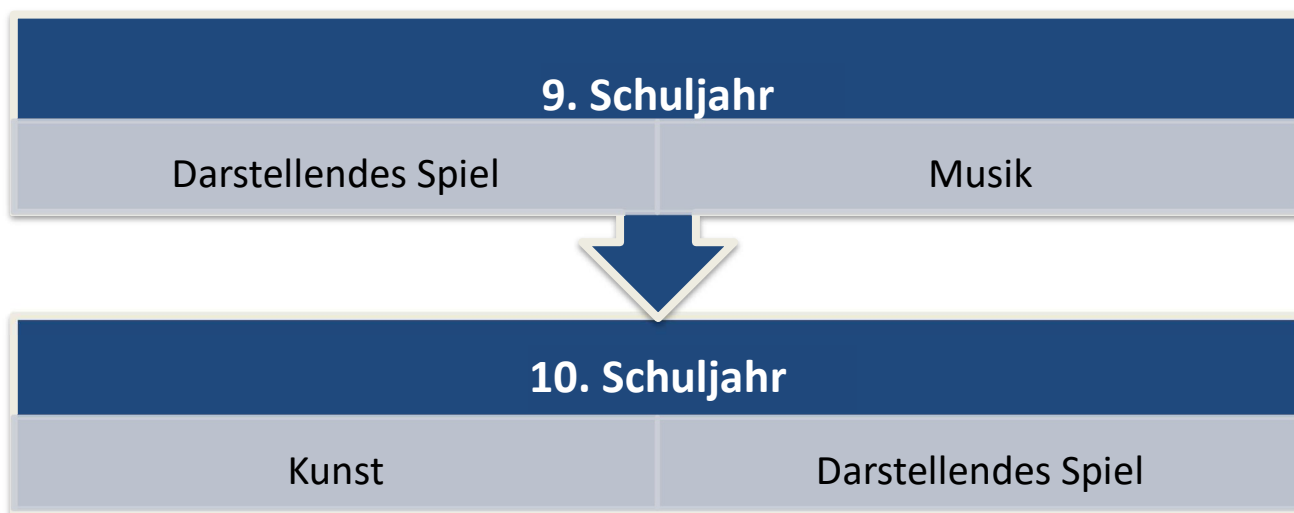 9. Schuljahr
Darstellendes Spiel
Musik
10. Schuljahr
Kunst
Darstellendes Spiel